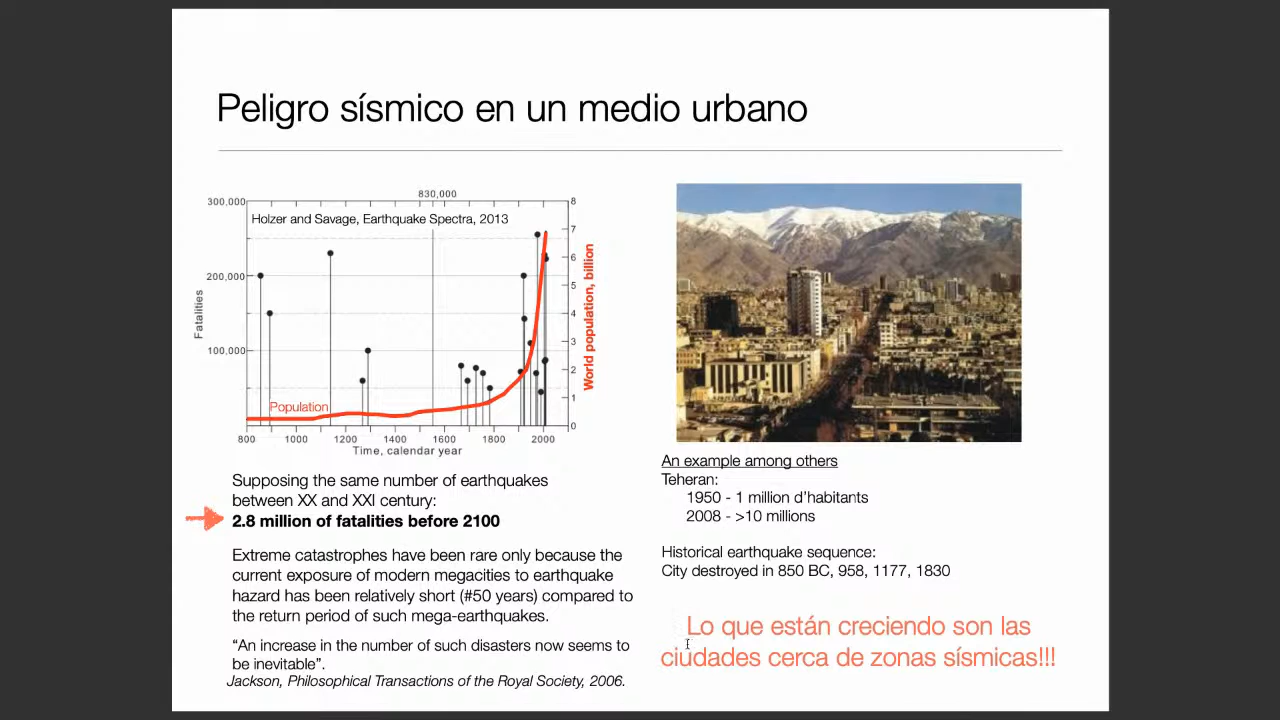 Peligro sísmico en un medio urbano
830,000
300,000
200,000
100,000
Fatalities
Holzer and Savage, Earthquake Spectra, 2013
Population
8
7
6
5
4
3
2
1
0
World population, billion
800 1000 1200 1400 1600 1800 2000
Time, calendar year
Supposing the same number of earthquakes
between XX and XXI century:
2.8 million of fatalities before 2100
Extreme catastrophes have been rare only because the
current exposure of modern megacities to earthquake
hazard has been relatively short (#50 years) compared to
the return period of such mega-earthquakes.
“An increase in the number of such disasters now seems to
be inevitable”.
Jackson, Philosophical Transactions of the Royal Society, 2006.
An example among others
Teheran:
1950 - 1 million d’habitants
2008 - >10 millions
Historical earthquake sequence:
City destroyed in 850 BC, 958, 1177, 1830
Lo que están creciendo son las
ciudades cerca de zonas sísmicas!!!